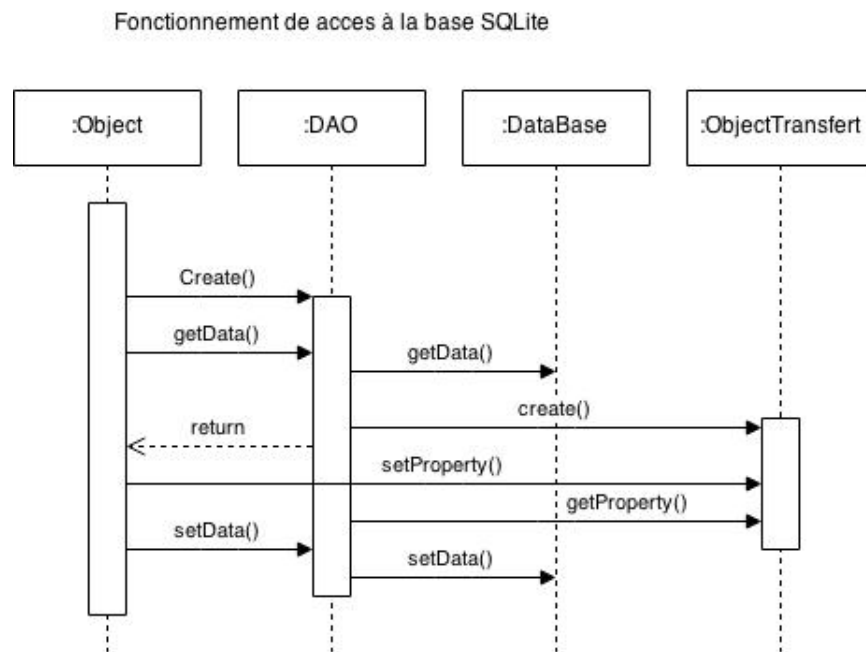 Fonctionnement de acces à la base SQLite
:Object
:DAO
:DataBase
:ObjectTransfert
Create()
getData()
getData()
create()
return
setProperty()
getProperty()
setData()
setData()